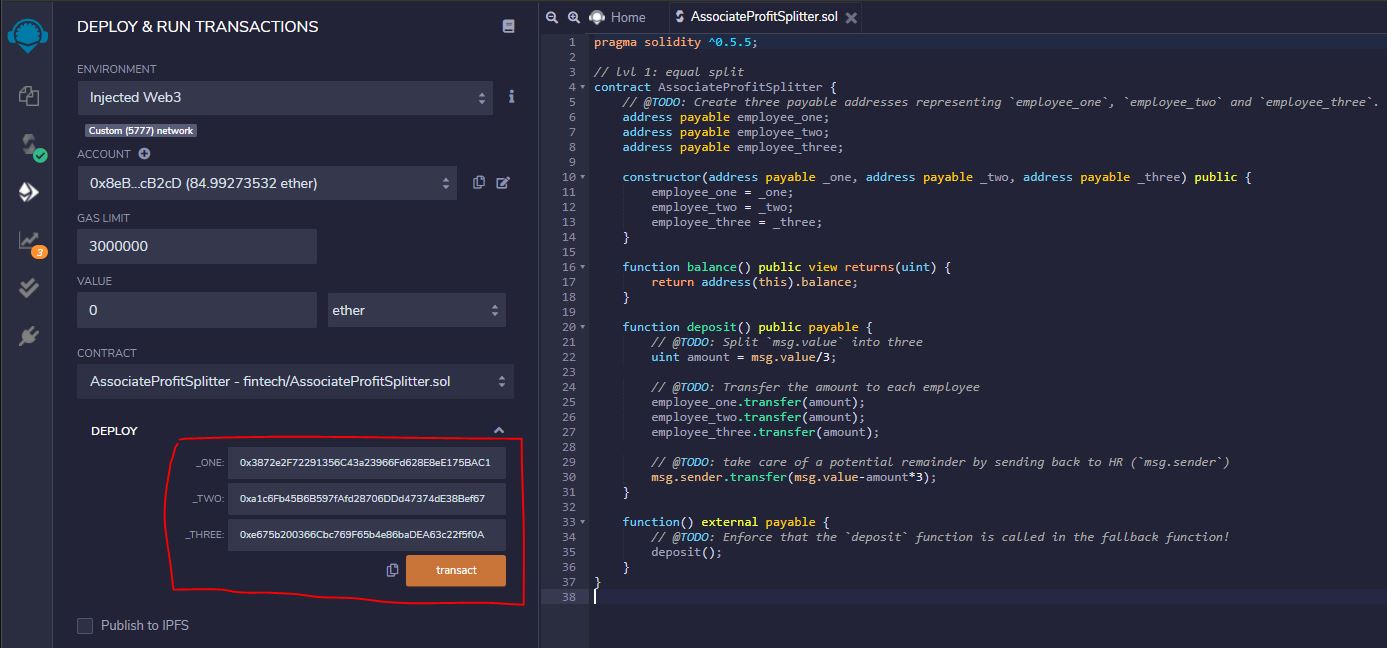 DEPLOY & RUN TRANSACTIONS
ENVIRONMENT
Injected Web3
i
Custom (5777) network
ACCOUNT
0x8eB...cB2cD (84.99273532 ether)
GAS LIMIT
3000000
3
VALUE
0
ether
CONTRACT
AssociateProfitSplitter - fintech/AssociateProfitSplitter.sol
DEPLOY
_ONE: 0x3872e2F72291356C43a23966Fd628E8eE175BAC1
_TWO: 0xa1c6Fb45B6B597fAfd28706DDd47374dE38Bef67
_THREE: 0xe675b200366Cbc769F65b4e86baDEA63c22f5f0A
transact
Publish to IPFS
Home AssociateProfitSplitter.sol
1 pragma solidity ^0.5.5;
2
3 // lvl 1: equal split
4 contract AssociateProfitSplitter {
5 // @TODO: Create three payable addresses representing `employee_one`, `employee_two` and `employee_three`.
6 address payable employee_one;
7 address payable employee_two;
8 address payable employee_three;
9
10 constructor(address payable _one, address payable _two, address payable _three) public {
11 employee_one = _one;
12 employee_two = _two;
13 employee_three = _three;
14 }
15
16 function balance() public view returns(uint) {
17 return address(this).balance;
18 }
19
20 function deposit() public payable {
21 // @TODO: Split `msg.value` into three
22 uint amount = msg.value/3;
23
24 // @TODO: Transfer the amount to each employee
25 employee_one.transfer(amount);
26 employee_two.transfer(amount);
27 employee_three.transfer(amount);
28
29 // @TODO: take care of a potential remainder by sending back to HR (`msg.sender`)
30 msg.sender.transfer(msg.value-amount*3);
31 }
32
33 function() external payable {
34 // @TODO: Enforce that the `deposit` function is called in the fallback function!
35 deposit();
36 }
37 }
38